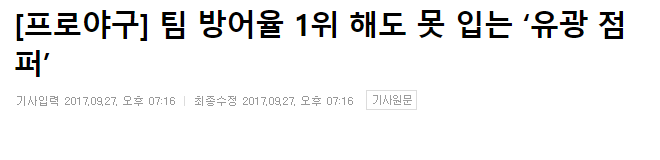 [프로야구] 팀 방어율 1위 해도 못 입는 ‘유광 점
퍼’
기사입력 2017.09.27. 오후 07:16 | 최종수정 2017.09.27. 오후 07:16 기사원문